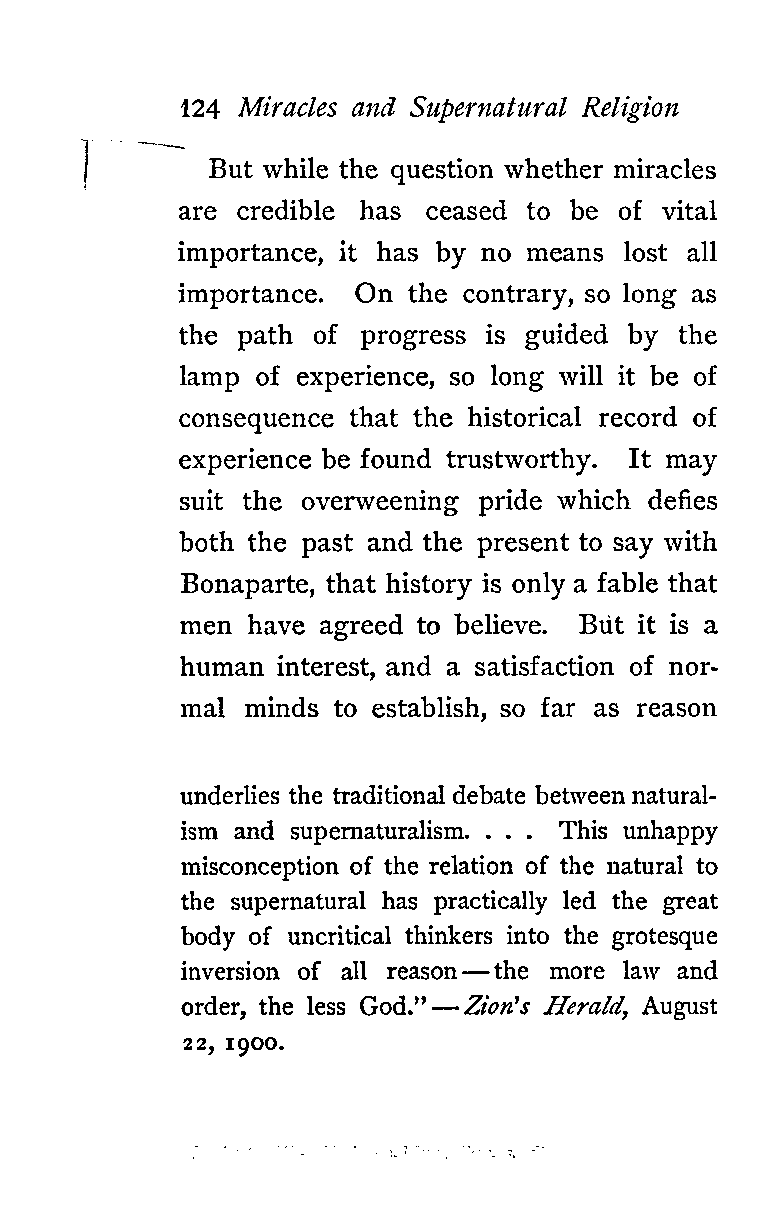 124 Miracles and Supernatural Religion
But while the question whether miracles
are credible has ceased to be of vital
importance, it has by no means lost all
importance. On the contrary, so long as
the path of progress is guided by the
lamp of experience, so long will it be of
consequence that the historical record of
experience be found trustworthy. It may
suit the overweening pride which defies
both the past and the present to say with
Bonaparte, that history is only a fable that
men have agreed to believe. But it is a
human interest, and a satisfaction of nor-
mal minds to establish, so far as reason
underlies the traditional debate between natural-
ism and supernaturalism. . . . This unhappy
misconception of the relation of the natural to
the supernatural has practically led the great
body of uncritical thinkers into the grotesque
inversion of all reason—the more law and
order, the less God."—Zion's Herald, August
22, 1900.